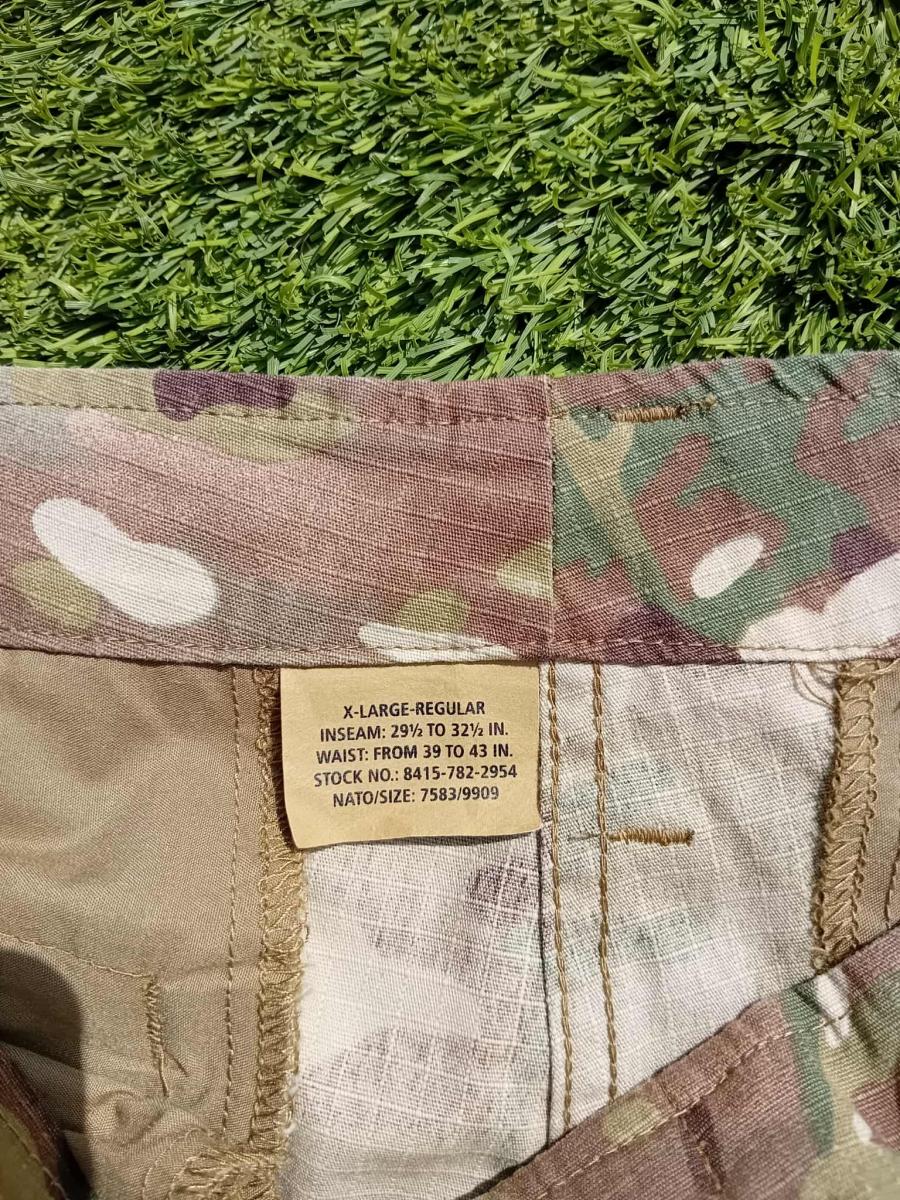 X-LARGE-REGULAR
INSEAM: 29½ TO 32½ IN.
WAIST: FROM 39 TO 43 IN.
STOCK NO.: 8415-782-2954
NATO/SIZE: 7583/9909